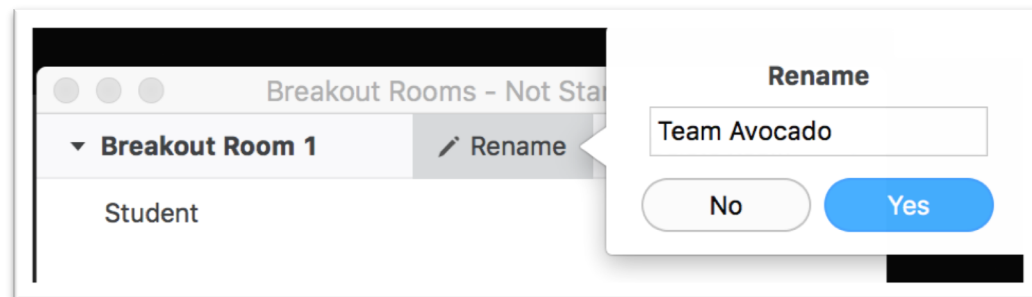 Breakout Rooms - Not Star
Breakout Room 1
Rename
Student
Rename
Team Avocado
No
Yes